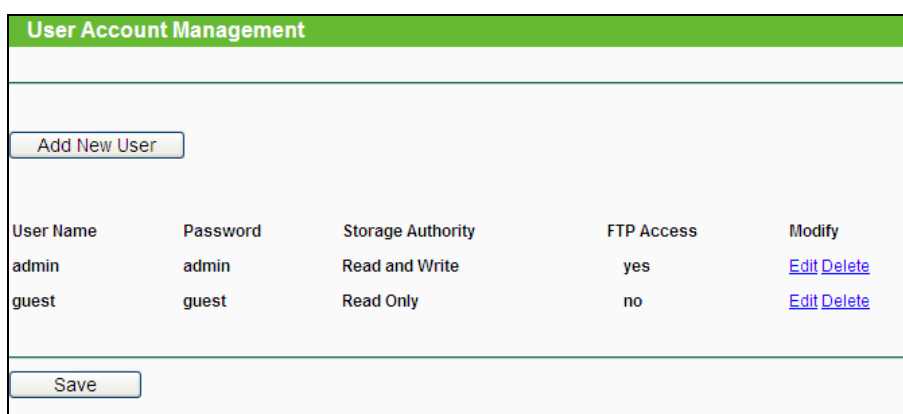 User Account Management
Add New User
User Name Password Storage Authority FTP Access Modify
admin admin Read and Write yes Edit Delete
guest guest Read Only no Edit Delete
Save